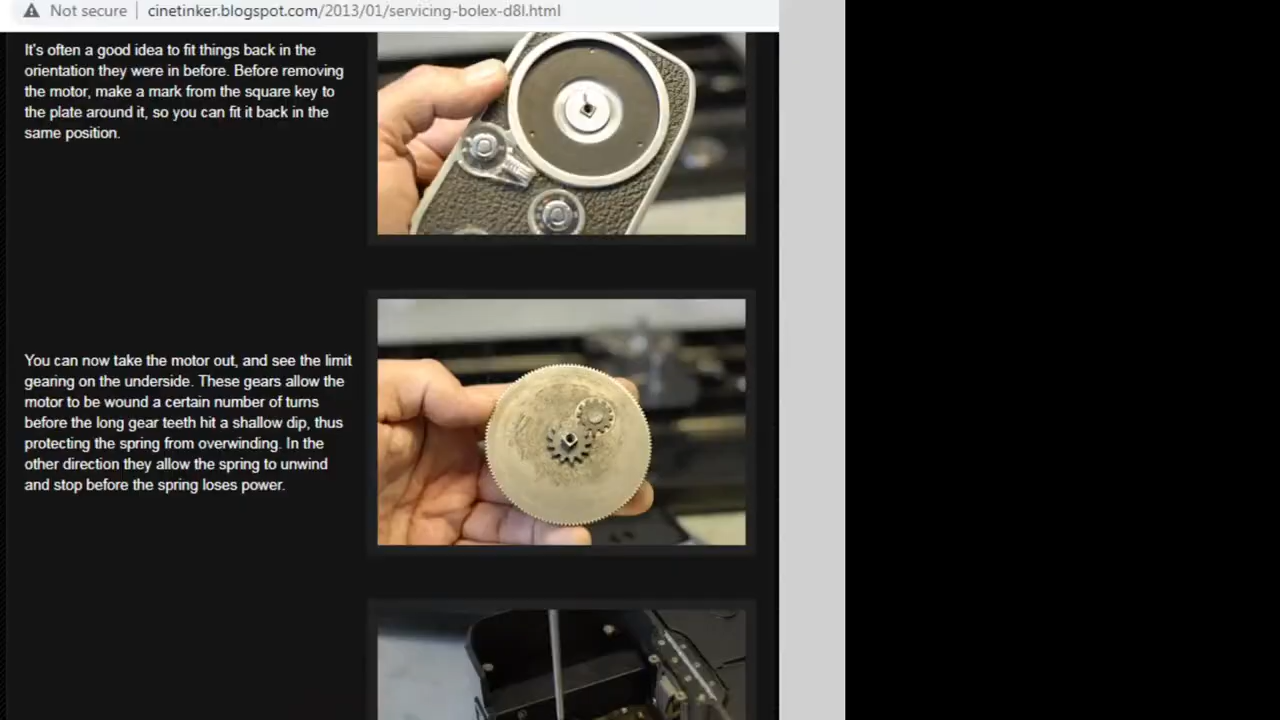 Not secure
cinetinker.blogspot.com/2013/01/servicing-bolex-d8l.html
It's often a good idea to fit things back in the
orientation they were in before. Before removing
the motor, make a mark from the square key to
the plate around it, so you can fit it back in the
same position.
You can now take the motor out, and see the limit
gearing on the underside. These gears allow the
motor to be wound a certain number of turns
before the long gear teeth hit a shallow dip, thus
protecting the spring from overwinding. In the
other direction they allow the spring to unwind
and stop before the spring loses power.